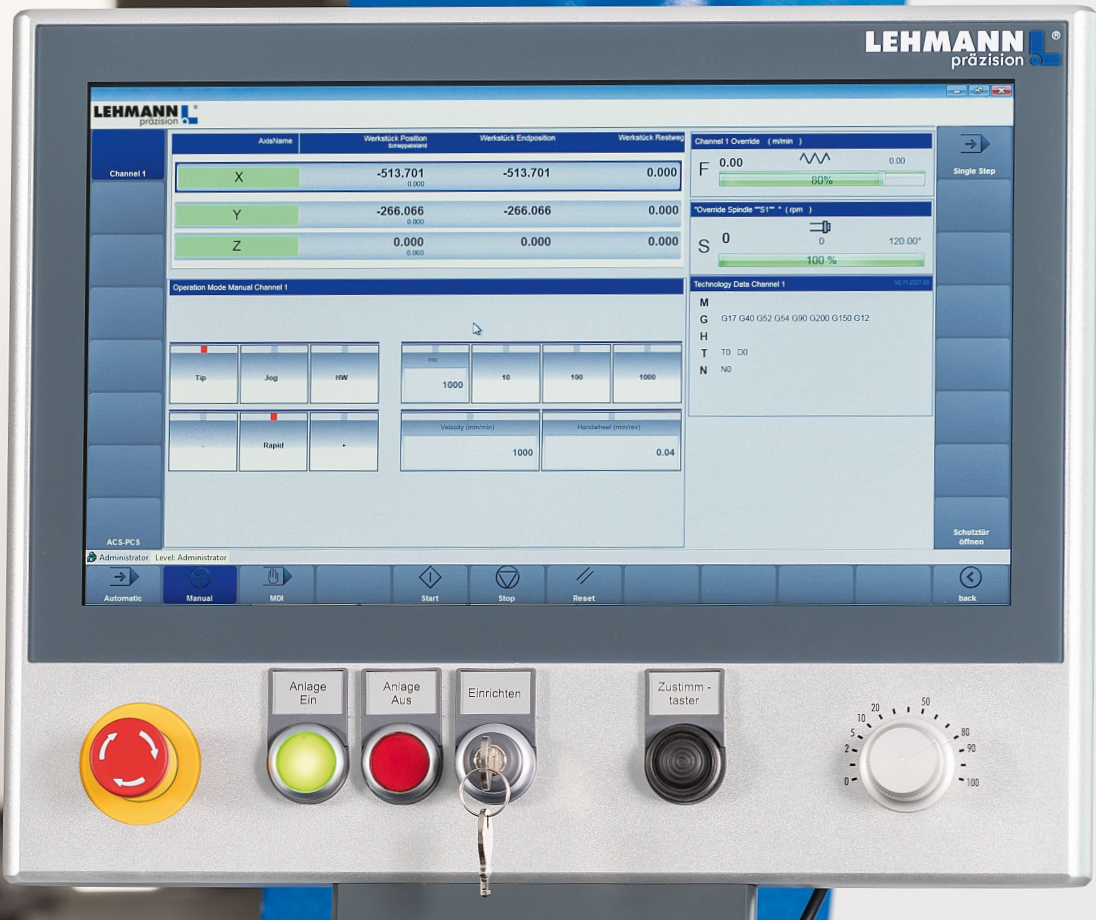 LEHMANN ®
präzision
LEHMANN ®
präzision
Channel 1
ACS-PCS
AxisName Werkstück Position Werkstück Endposition Werkstück Restweg
Schleppabstand
X -513.701 -513.701 0.000
0.000
Y -266.066 -266.066 0.000
0.000
Z 0.000 0.000 0.000
0.000
Operation Mode Manual Channel 1
Tip Jog HW
Inc
1000 10 100 1000
- Rapid +
Velocity (mm/min) Handwheel (mm/rev)
1000 0.04
Channel 1 Override ( m/min )
F 0.00 0.00
80%
"Override Spindle ""S1"" " ( rpm )
S 0 0 120.00°
100 %
Technology Data Channel 1
M
G G17 G40 G52 G54 G90 G200 G150 G12
H
T T0 D0
N N0
Single Step
Schutztür
öffnen
Administrator Level: Administrator
Automatic Manual MDI Start Stop Reset back
Anlage
Ein
Anlage
Aus
Einrichten
Zustimm -
taster
0 2 5 10 20 50 80 90 100